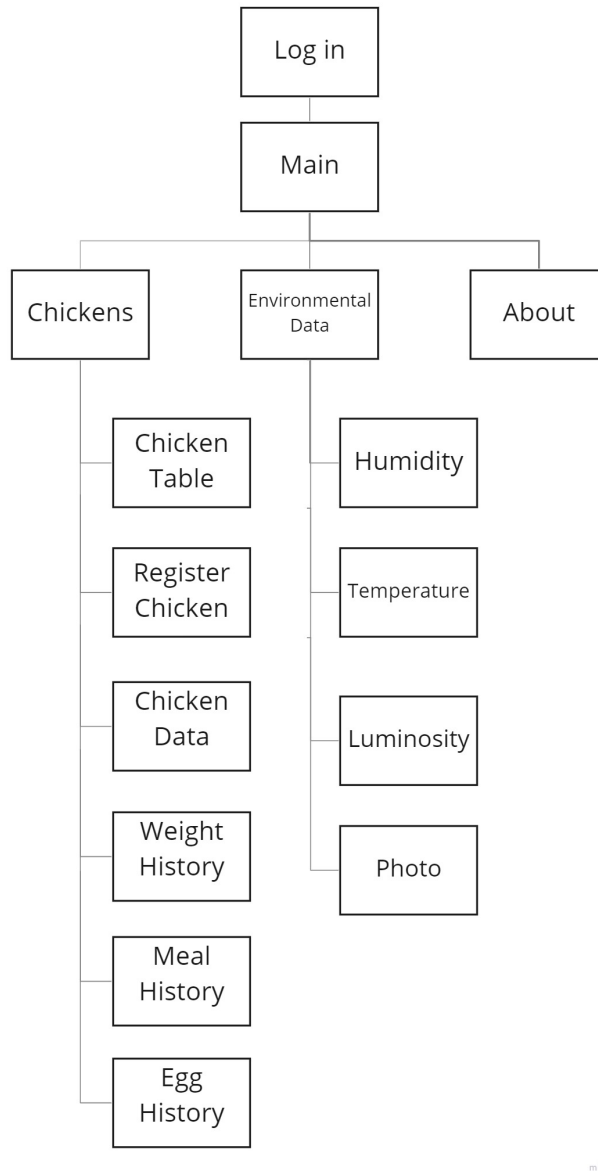 Log in
Main
Chickens
Environmental
Data
About
Chicken
Table
Register
Chicken
Chicken
Data
Weight
History
Meal
History
Egg
History
Humidity
Temperature
Luminosity
Photo
m